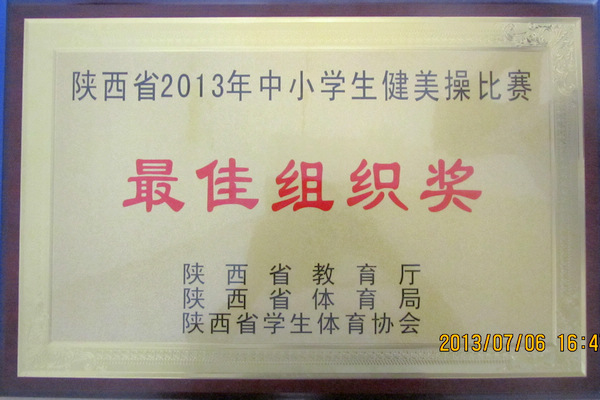 陕西省2013年中小学生健美操比赛
最佳组织奖
陕西省教育厅
陕西省体育局
陕西省学生体育协会
2013/07/06 16:4